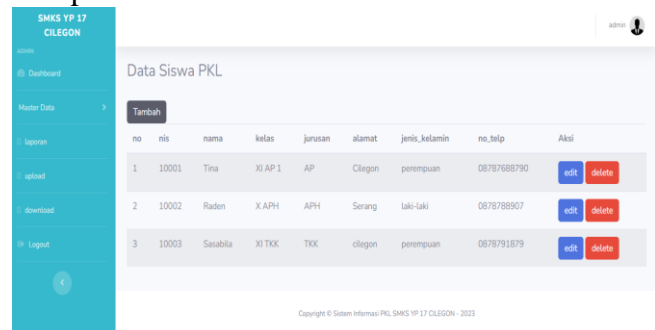 SMKS YP 17
CILEGON
admin
ADMIN
Dashboard
Master Data
laporan
upload
download
Logout
Data Siswa PKL
Tambah
no nis nama kelas jurusan alamat jenis_kelamin no_telp Aksi
1 10001 Tina XI AP 1 AP Cilegon perempuan 08787688790 edit delete
2 10002 Raden X APH APH Serang laki-laki 0878788907 edit delete
3 10003 Sasabila XI TKK TKK cilegon perempuan 0878791879 edit delete
Copyright © Sistem Informasi PKL SMKS YP 17 CILEGON - 2023